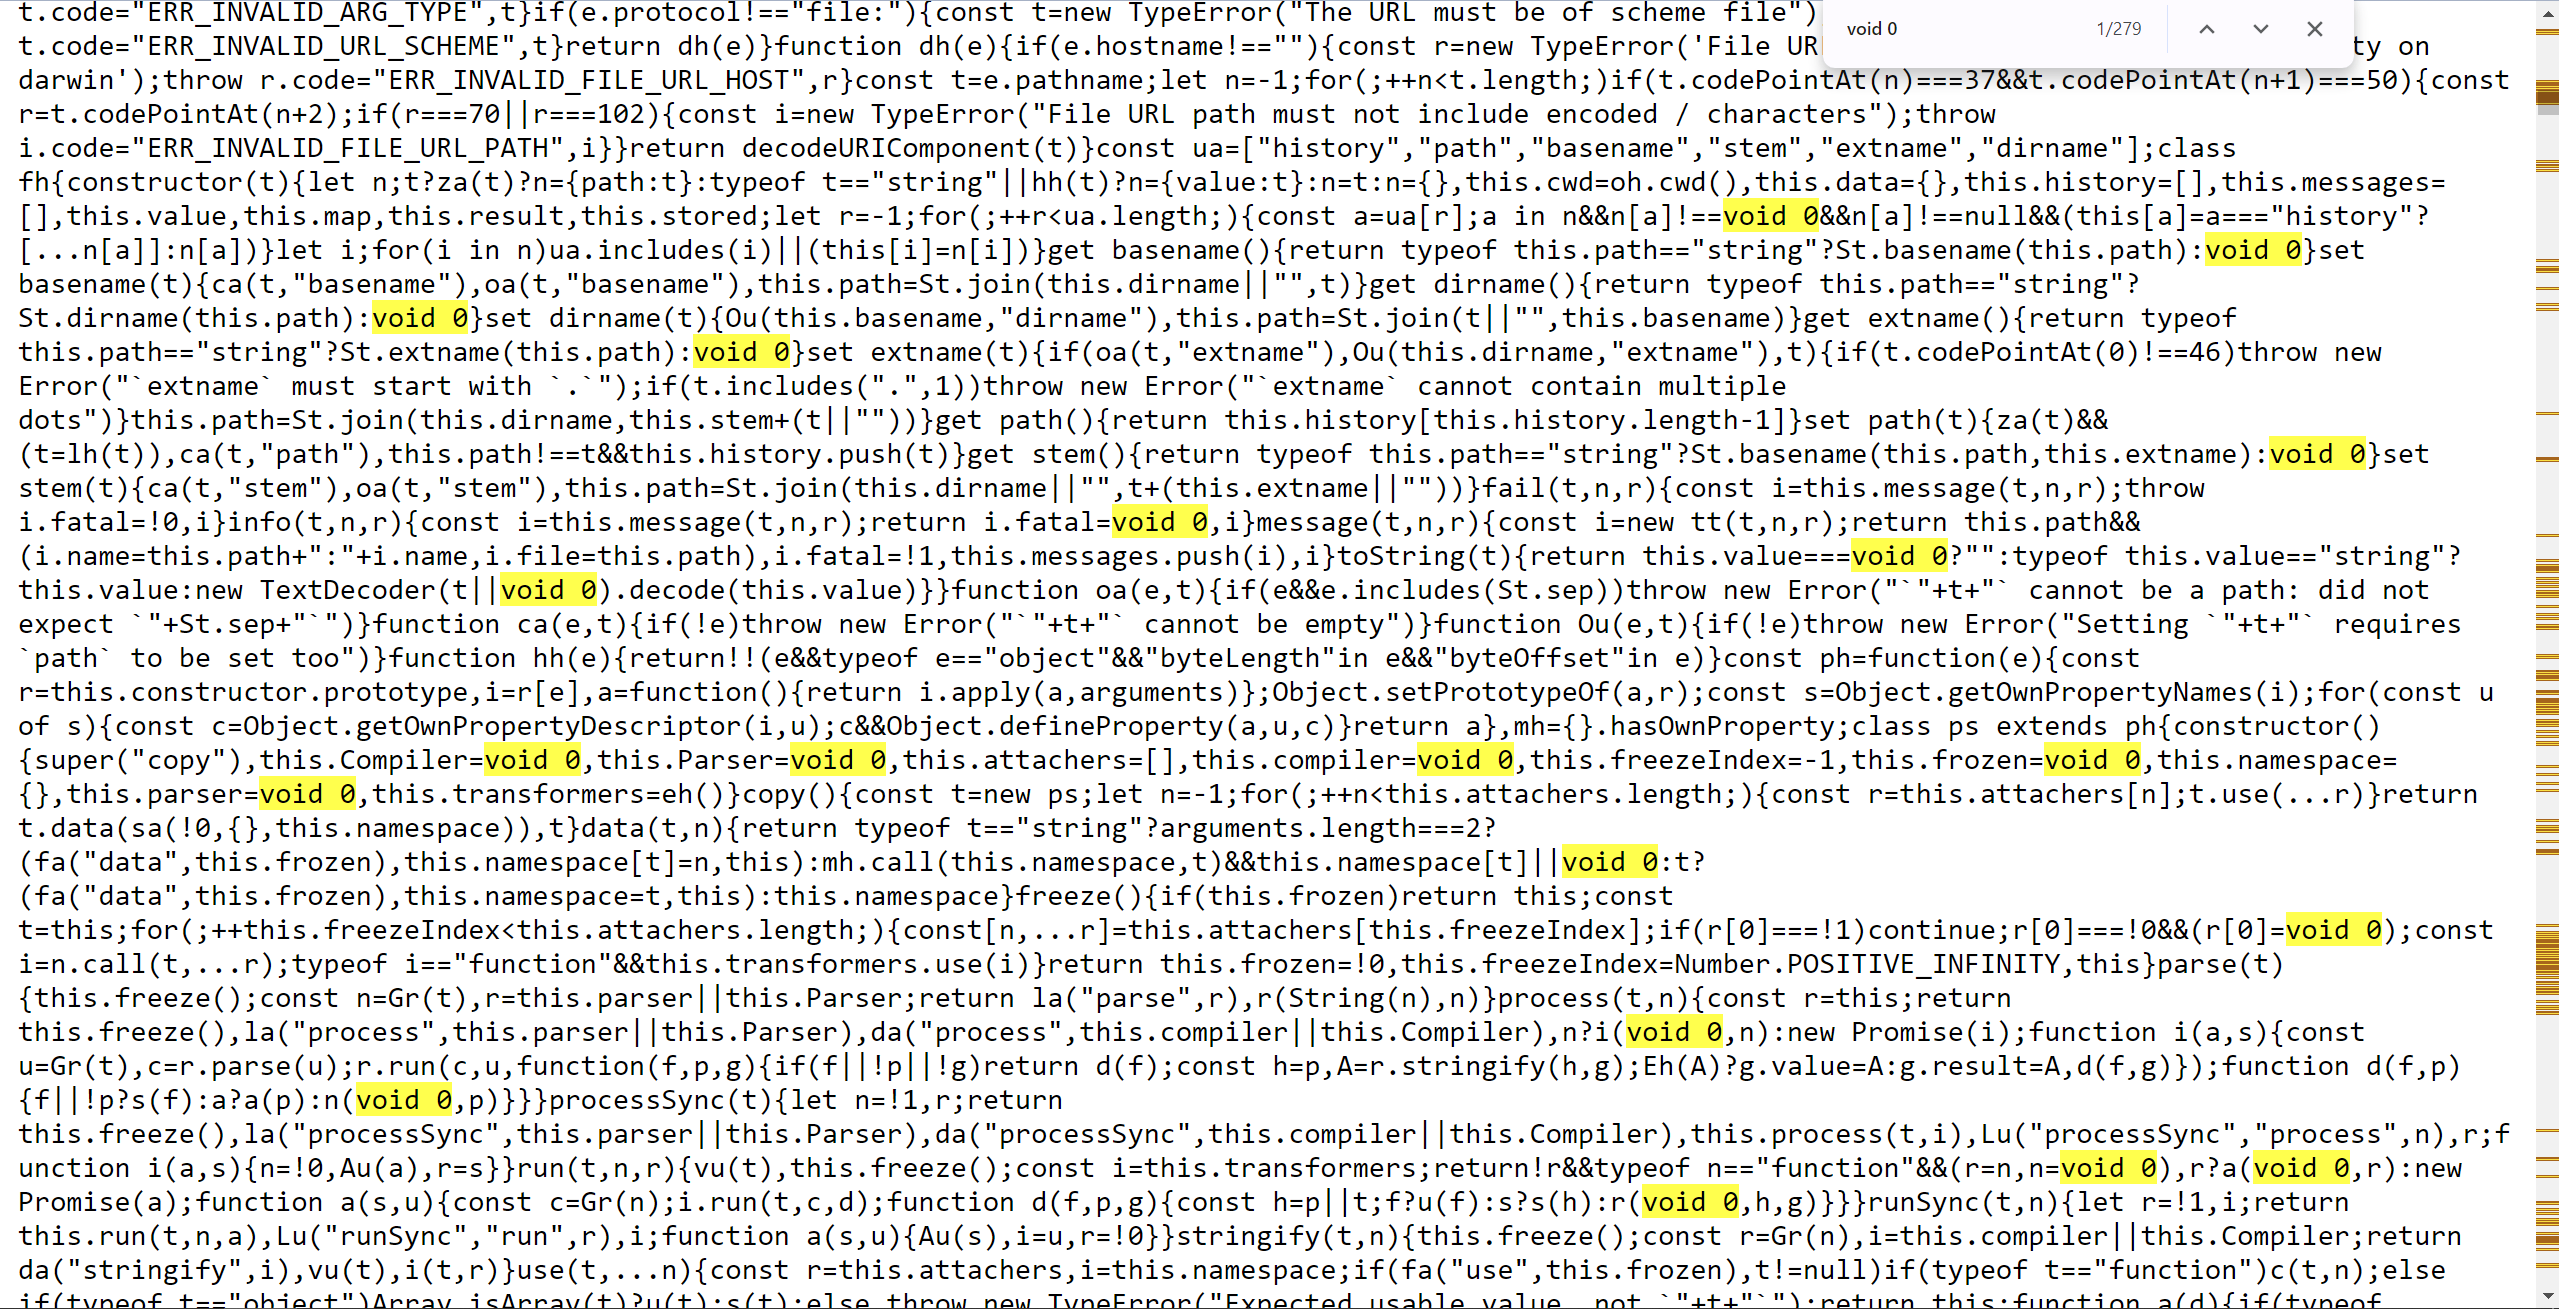 t.code="ERR_INVALID_ARG_TYPE",t}if(e.protocol!=="file:"){const t=new TypeError("The URL must be of scheme file")
void 0 1/279
t.code="ERR_INVALID_URL_SCHEME",t}return dh(e)}function dh(e){if(e.hostname!==""){const r=new TypeError('File UR ty on
darwin');throw r.code="ERR_INVALID_FILE_URL_HOST",r}const t=e.pathname;let n=-1;for(;++n<t.length;)if(t.codePointAt(n)===37&&t.codePointAt(n+1)===50){const
r=t.codePointAt(n+2);if(r===70||r===102){const i=new TypeError("File URL path must not include encoded / characters");throw
i.code="ERR_INVALID_FILE_URL_PATH",i}}return decodeURIComponent(t)}const ua=["history","path","basename","stem","extname","dirname"];class
fh{constructor(t){let n;t?za(t)?n={path:t}:typeof t=="string"||hh(t)?n={value:t}:n=t:n={},this.cwd=oh.cwd(),this.data={},this.history=[],this.messages=
[],this.value,this.map,this.result,this.stored;let r=-1;for(;++r<ua.length;){const a=ua[r];a in n&&n[a]!==void 0&&n[a]!==null&&(this[a]=a==="history"?
[...n[a]]:n[a])}let i;for(i in n)ua.includes(i)||(this[i]=n[i])}get basename(){return typeof this.path=="string"?St.basename(this.path):void 0}set
basename(t){ca(t,"basename"),oa(t,"basename"),this.path=St.join(this.dirname||"",t)}get dirname(){return typeof this.path=="string"?
St.dirname(this.path):void 0}set dirname(t){Ou(this.basename,"dirname"),this.path=St.join(t||"",this.basename)}get extname(){return typeof
this.path=="string"?St.extname(this.path):void 0}set extname(t){if(oa(t,"extname"),Ou(this.dirname,"extname"),t){if(t.codePointAt(0)!==46)throw new
Error("`extname` must start with `.`");if(t.includes(".",1))throw new Error("`extname` cannot contain multiple
dots")}this.path=St.join(this.dirname,this.stem+(t||""))}get path(){return this.history[this.history.length-1]}set path(t){za(t)&&
(t=lh(t)),ca(t,"path"),this.path!==t&&this.history.push(t)}get stem(){return typeof this.path=="string"?St.basename(this.path,this.extname):void 0}set
stem(t){ca(t,"stem"),oa(t,"stem"),this.path=St.join(this.dirname||"",t+(this.extname||""))}fail(t,n,r){const i=this.message(t,n,r);throw
i.fatal=!0,i}info(t,n,r){const i=this.message(t,n,r);return i.fatal=void 0,i}message(t,n,r){const i=new tt(t,n,r);return this.path&&
(i.name=this.path+":"+i.name,i.file=this.path),i.fatal=!1,this.messages.push(i),i}toString(t){return this.value===void 0?"":typeof this.value=="string"?
this.value:new TextDecoder(t||void 0).decode(this.value)}}function oa(e,t){if(e&&e.includes(St.sep))throw new Error("`"+t+"` cannot be a path: did not
expect `"+St.sep+"`")}function ca(e,t){if(!e)throw new Error("`"+t+"` cannot be empty")}function Ou(e,t){if(!e)throw new Error("Setting `"+t+"` requires
`path` to be set too")}function hh(e){return!!(e&&typeof e=="object"&&"byteLength"in e&&"byteOffset"in e)}const ph=function(e){const
r=this.constructor.prototype,i=r[e],a=function(){return i.apply(a,arguments)};Object.setPrototypeOf(a,r);const s=Object.getOwnPropertyNames(i);for(const u
of s){const c=Object.getOwnPropertyDescriptor(i,u);c&&Object.defineProperty(a,u,c)}return a},mh={}.hasOwnProperty;class ps extends ph{constructor()
{super("copy"),this.Compiler=void 0,this.Parser=void 0,this.attachers=[],this.compiler=void 0,this.freezeIndex=-1,this.frozen=void 0,this.namespace=
{},this.parser=void 0,this.transformers=eh()}copy(){const t=new ps;let n=-1;for(;++n<this.attachers.length;){const r=this.attachers[n];t.use(...r)}return
t.data(sa(!0,{},this.namespace)),t}data(t,n){return typeof t=="string"?arguments.length===2?
(fa("data",this.frozen),this.namespace[t]=n,this):mh.call(this.namespace,t)&&this.namespace[t]||void 0:t?
(fa("data",this.frozen),this.namespace=t,this):this.namespace}freeze(){if(this.frozen)return this;const
t=this;for(;++this.freezeIndex<this.attachers.length;){const[n,...r]=this.attachers[this.freezeIndex];if(r[0]===!1)continue;r[0]===!0&&(r[0]=void 0);const
i=n.call(t,...r);typeof i=="function"&&this.transformers.use(i)}return this.frozen=!0,this.freezeIndex=Number.POSITIVE_INFINITY,this}parse(t)
{this.freeze();const n=Gr(t),r=this.parser||this.Parser;return la("parse",r),r(String(n),n)}process(t,n){const r=this;return
this.freeze(),la("process",this.parser||this.Parser),da("process",this.compiler||this.Compiler),n?i(void 0,n):new Promise(i);function i(a,s){const
u=Gr(t),c=r.parse(u);r.run(c,u,function(f,p,g){if(f||!p||!g)return d(f);const h=p,A=r.stringify(h,g);Eh(A)?g.value=A:g.result=A,d(f,g)});function d(f,p)
{f||!p?s(f):a?a(p):n(void 0,p)}}}processSync(t){let n=!1,r;return
this.freeze(),la("processSync",this.parser||this.Parser),da("processSync",this.compiler||this.Compiler),this.process(t,i),Lu("processSync","process",n),r;f
unction i(a,s){n=!0,Au(a),r=s}}run(t,n,r){vu(t),this.freeze();const i=this.transformers;return!r&&typeof n=="function"&&(r=n,n=void 0),r?a(void 0,r):new
Promise(a);function a(s,u){const c=Gr(n);i.run(t,c,d);function d(f,p,g){const h=p||t;f?u(f):s?s(h):r(void 0,h,g)}}}runSync(t,n){let r=!1,i;return
this.run(t,n,a),Lu("runSync","run",r),i;function a(s,u){Au(s),i=u,r=!0}}stringify(t,n){this.freeze();const r=Gr(n),i=this.compiler||this.Compiler;return
da("stringify",i),vu(t),i(t,r)}use(t,...n){const r=this.attachers,i=this.namespace;if(fa("use",this.frozen),t!=null)if(typeof t=="function")c(t,n);else
if(typeof t=="object")Array.isArray(t)?u(t):s(t);else throw new TypeError("Expected usable value, not `"+t+"`");return this;function a(d){if(typeof